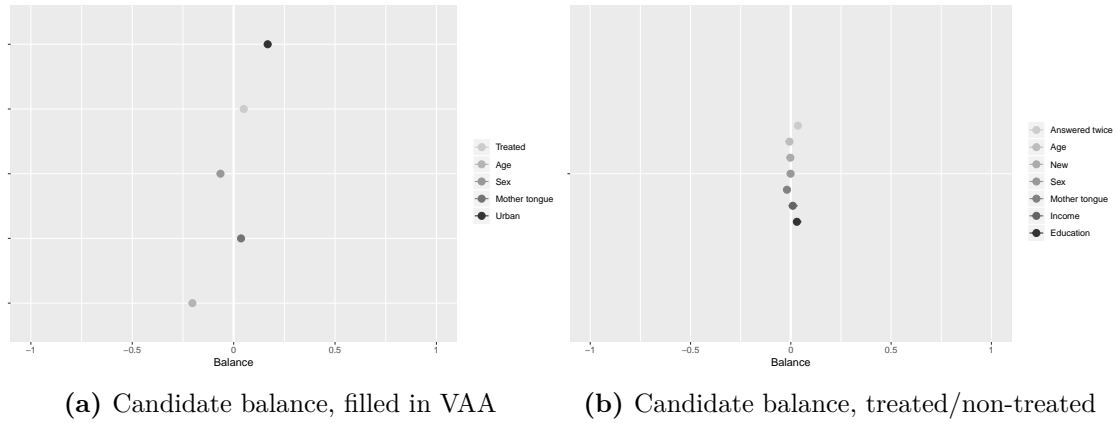 Treated
Age
Sex
Mother tongue
Urban
−1
−0.5
0
0.5
1
Balance
(a) Candidate balance, filled in VAA
Answered twice
Age
New
Sex
Mother tongue
Income
Education
−1
−0.5
0
0.5
1
Balance
(b) Candidate balance, treated/non-treated